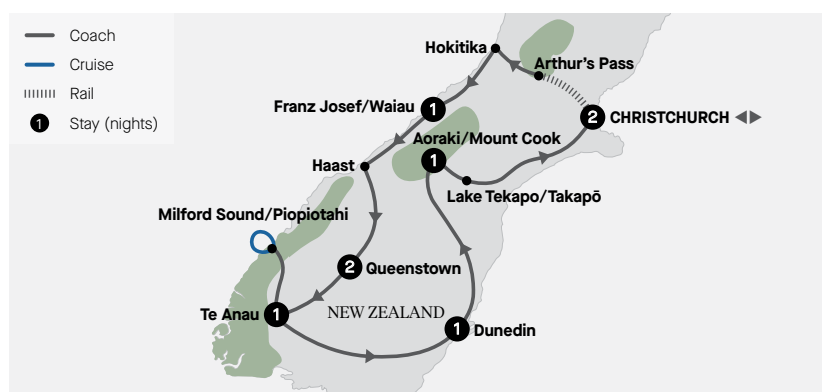 Coach
Cruise
Rail
1 Stay (nights)
Hokitika
Arthur's Pass
Franz Josef/Waiau 1
2 CHRISTCHURCH
Aoraki/Mount Cook
1
Haast
Lake Tekapo/Takapō
Milford Sound/Piopiotahi
2 Queenstown
Te Anau 1
NEW ZEALAND
1 Dunedin